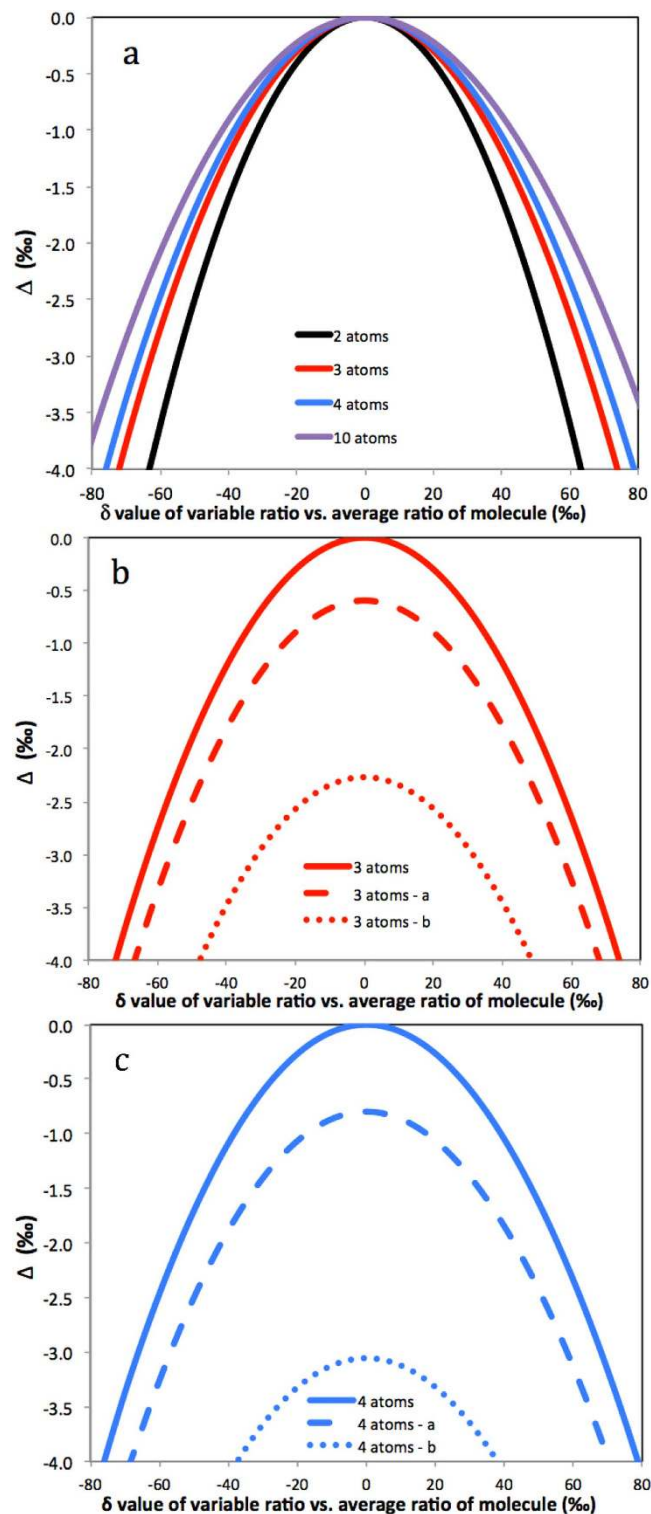 0.0
a
-0.5
-1.0
-1.5
Δ (‰)
-2.0
-2.5
2 atoms
-3.0
3 atoms
-3.5
4 atoms
10 atoms
-4.0
-80 -60 -40 -20 0 20 40 60 80
δ value of variable ratio vs. average ratio of molecule (‰)
0.0
b
-0.5
-1.0
-1.5
Δ (‰)
-2.0
-2.5
-3.0
3 atoms
3 atoms - a
-3.5
3 atoms - b
-4.0
-80 -60 -40 -20 0 20 40 60 80
δ value of variable ratio vs. average ratio of molecule (‰)
0.0
c
-0.5
-1.0
-1.5
Δ (‰)
-2.0
-2.5
-3.0
4 atoms
-3.5
4 atoms - a
4 atoms - b
-4.0
-80 -60 -40 -20 0 20 40 60 80
δ value of variable ratio vs. average ratio of molecule (‰)